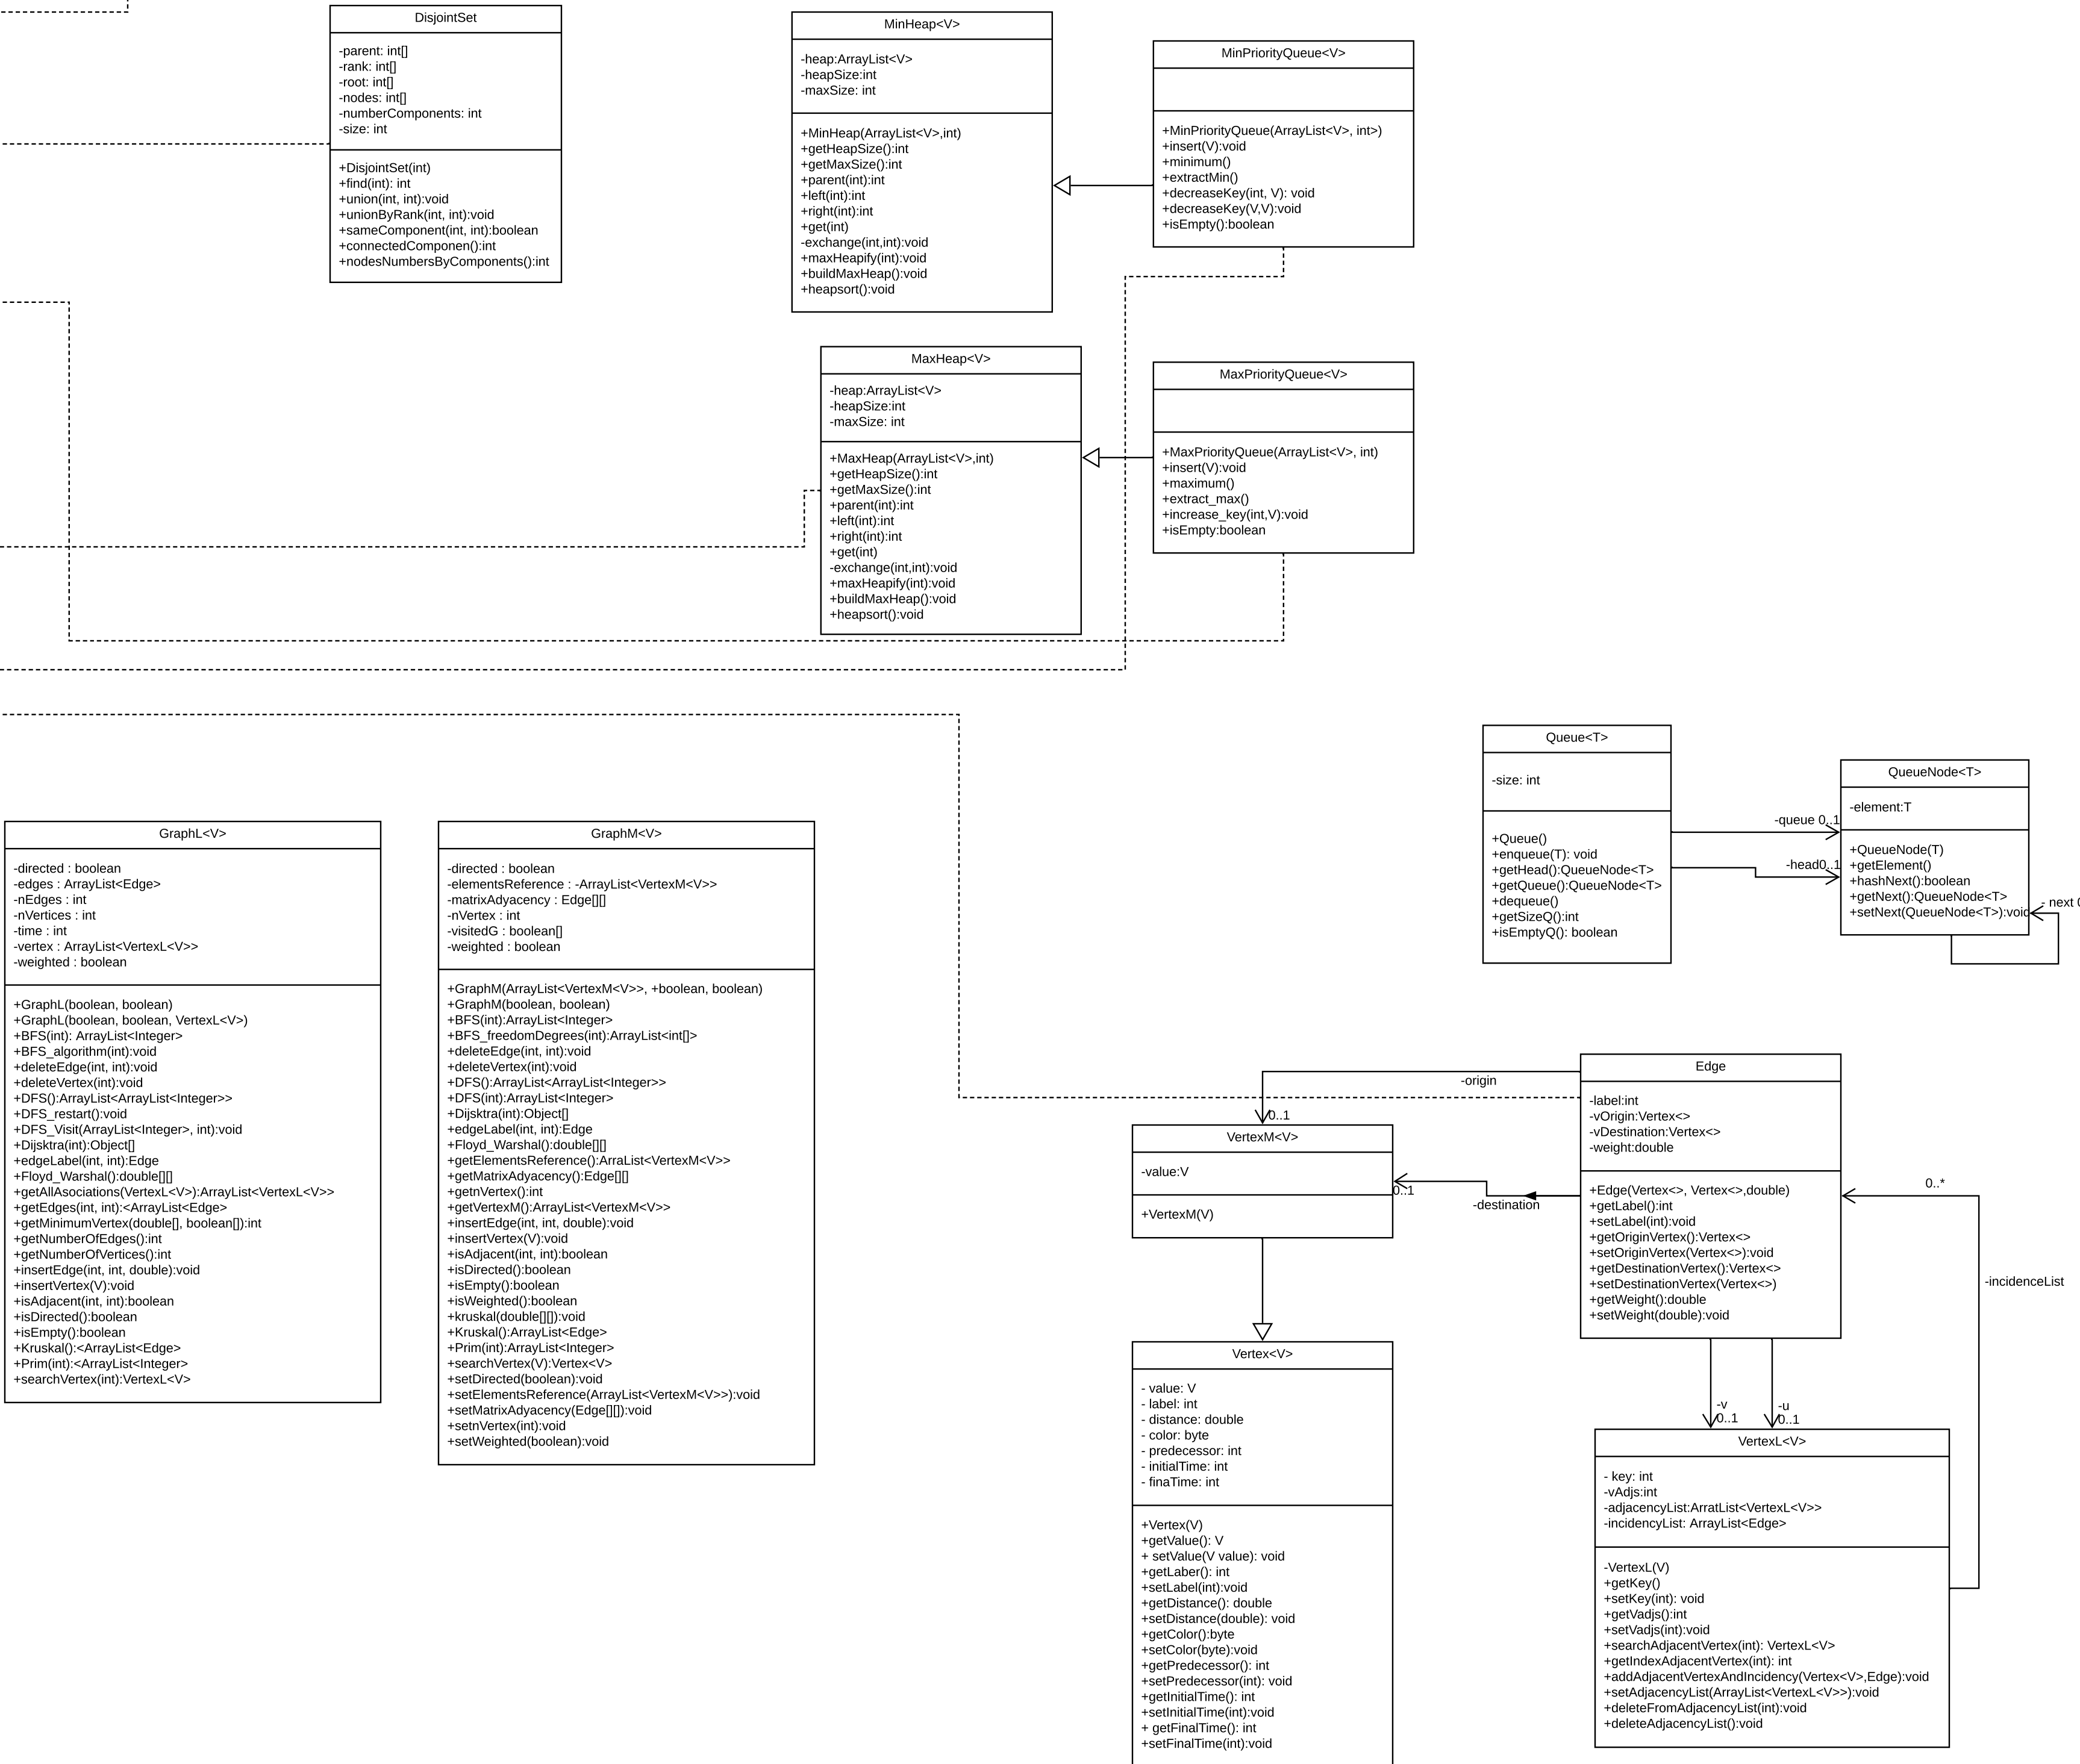 DisjointSet
-parent: int[]
-rank: int[]
-root: int[]
-nodes: int[]
-numberComponents: int
-size: int
+DisjointSet(int)
+find(int): int
+union(int, int):void
+unionByRank(int, int):void
+sameComponent(int, int):boolean
+connectedComponen():int
+nodesNumbersByComponents():int
MinHeap<V>
-heap:ArrayList<V>
-heapSize:int
-maxSize: int
+MinHeap(ArrayList<V>,int)
+getHeapSize():int
+getMaxSize():int
+parent(int):int
+left(int):int
+right(int):int
+get(int)
-exchange(int,int):void
+maxHeapify(int):void
+buildMaxHeap():void
+heapsort():void
MinPriorityQueue<V>
+MinPriorityQueue(ArrayList<V>, int>)
+insert(V):void
+minimum()
+extractMin()
+decreaseKey(int, V): void
+decreaseKey(V,V):void
+isEmpty():boolean
MaxHeap<V>
-heap:ArrayList<V>
-heapSize:int
-maxSize: int
+MaxHeap(ArrayList<V>,int)
+getHeapSize():int
+getMaxSize():int
+parent(int):int
+left(int):int
+right(int):int
+get(int)
-exchange(int,int):void
+maxHeapify(int):void
+buildMaxHeap():void
+heapsort():void
MaxPriorityQueue<V>
+MaxPriorityQueue(ArrayList<V>, int)
+insert(V):void
+maximum()
+extract_max()
+increase_key(int,V):void
+isEmpty:boolean
Queue<T>
-size: int
+Queue()
+enqueue(T): void
+getHead():QueueNode<T>
+getQueue():QueueNode<T>
+dequeue()
+getSizeQ():int
+isEmptyQ(): boolean
-queue 0..1
-head0..1
QueueNode<T>
-element:T
+QueueNode(T)
+getElement()
+hashNext():boolean
+getNext():QueueNode<T>
+setNext(QueueNode<T>):void
- next
GraphL<V>
-directed : boolean
-edges : ArrayList<Edge>
-nEdges : int
-nVertices : int
-time : int
-vertex : ArrayList<VertexL<V>>
-weighted : boolean
+GraphL(boolean, boolean)
+GraphL(boolean, boolean, VertexL<V>)
+BFS(int): ArrayList<Integer>
+BFS_algorithm(int):void
+deleteEdge(int, int):void
+deleteVertex(int):void
+DFS():ArrayList<ArrayList<Integer>>
+DFS_restart():void
+DFS_Visit(ArrayList<Integer>, int):void
+Dijsktra(int):Object[]
+edgeLabel(int, int):Edge
+Floyd_Warshal():double[][]
+getAllAsociations(VertexL<V>):ArrayList<VertexL<V>>
+getEdges(int, int):<ArrayList<Edge>
+getMinimumVertex(double[], boolean[]):int
+getNumberOfEdges():int
+getNumberOfVertices():int
+insertEdge(int, int, double):void
+insertVertex(V):void
+isAdjacent(int, int):boolean
+isDirected():boolean
+isEmpty():boolean
+Kruskal():<ArrayList<Edge>
+Prim(int):<ArrayList<Integer>
+searchVertex(int):VertexL<V>
GraphM<V>
-directed : boolean
-elementsReference : -ArrayList<VertexM<V>>
-matrixAdyacency : Edge[][]
-nVertex : int
-visitedG : boolean[]
-weighted : boolean
+GraphM(ArrayList<VertexM<V>>, +boolean, boolean)
+GraphM(boolean, boolean)
+BFS(int):ArrayList<Integer>
+BFS_freedomDegrees(int):ArrayList<int[]>
+deleteEdge(int, int):void
+deleteVertex(int):void
+DFS():ArrayList<ArrayList<Integer>>
+DFS(int):ArrayList<Integer>
+Dijsktra(int):Object[]
+edgeLabel(int, int):Edge
+Floyd_Warshal():double[][]
+getElementsReference():ArraList<VertexM<V>>
+getMatrixAdyacency():Edge[][]
+getnVertex():int
+getVertexM():ArrayList<VertexM<V>>
+insertEdge(int, int, double):void
+insertVertex(V):void
+isAdjacent(int, int):boolean
+isDirected():boolean
+isEmpty():boolean
+isWeighted():boolean
+kruskal(double[][]):void
+Kruskal():ArrayList<Edge>
+Prim(int):ArrayList<Integer>
+searchVertex(V):Vertex<V>
+setDirected(boolean):void
+setElementsReference(ArrayList<VertexM<V>>):void
+setMatrixAdyacency(Edge[][]):void
+setnVertex(int):void
+setWeighted(boolean):void
-origin
0..1
VertexM<V>
-value:V
+VertexM(V)
0..1
-destination
Edge
-label:int
-vOrigin:Vertex<>
-vDestination:Vertex<>
-weight:double
+Edge(Vertex<>, Vertex<>,double)
+getLabel():int
+setLabel(int):void
+getOriginVertex():Vertex<>
+setOriginVertex(Vertex<>):void
+getDestinationVertex():Vertex<>
+setDestinationVertex(Vertex<>)
+getWeight():double
+setWeight(double):void
0..*
-incidenceList
-v
0..1
-u
0..1
Vertex<V>
- value: V
- label: int
- distance: double
- color: byte
- predecessor: int
- initialTime: int
- finaTime: int
+Vertex(V)
+getValue(): V
+ setValue(V value): void
+getLaber(): int
+setLabel(int):void
+getDistance(): double
+setDistance(double): void
+getColor():byte
+setColor(byte):void
+getPredecessor(): int
+setPredecessor(int): void
+getInitialTime(): int
+setInitialTime(int):void
+ getFinalTime(): int
+setFinalTime(int):void
VertexL<V>
- key: int
-vAdjs:int
-adjacencyList:ArratList<VertexL<V>>
-incidencyList: ArrayList<Edge>
-VertexL(V)
+getKey()
+setKey(int): void
+getVadjs():int
+setVadjs(int):void
+searchAdjacentVertex(int): VertexL<V>
+getIndexAdjacentVertex(int): int
+addAdjacentVertexAndIncidency(Vertex<V>,Edge):void
+setAdjacencyList(ArrayList<VertexL<V>>):void
+deleteFromAdjacencyList(int):void
+deleteAdjacencyList():void